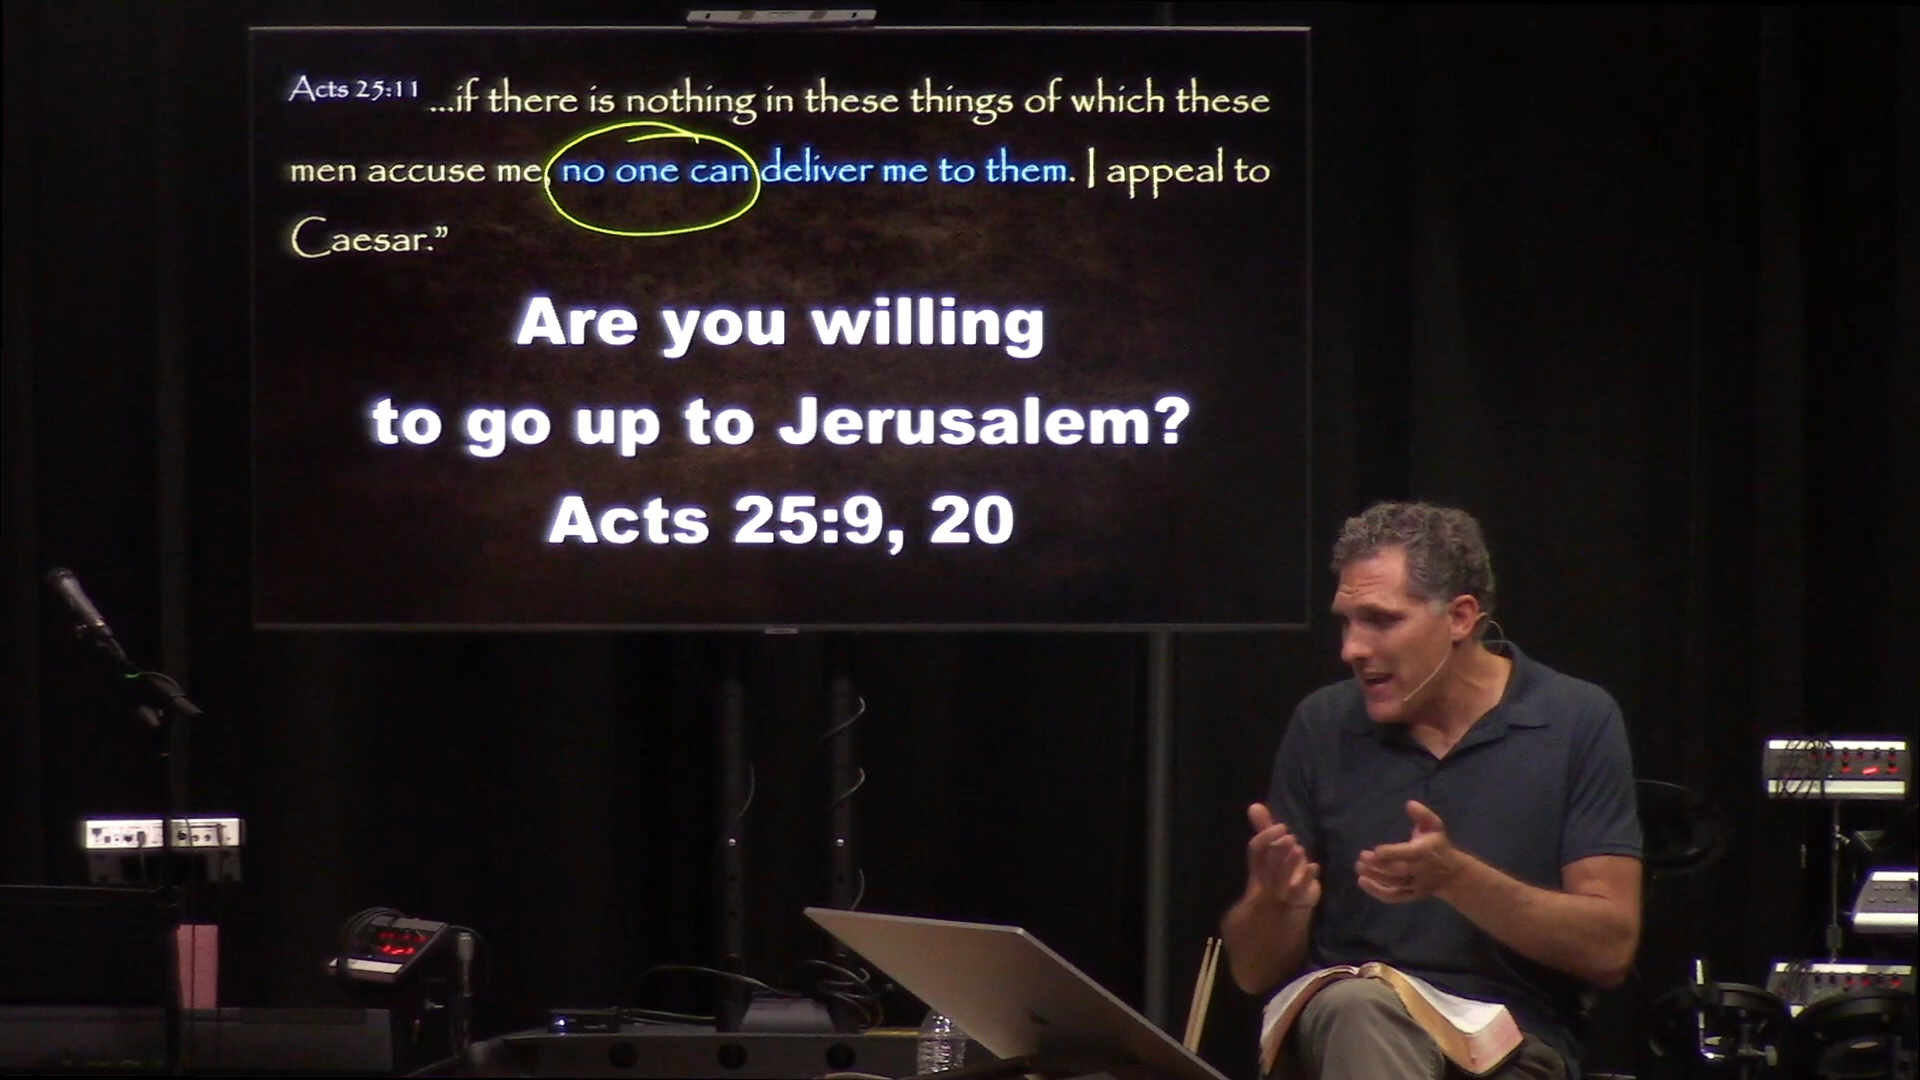 Acts 25:11 ...if there is nothing in these things of which these
men accuse me, no one can deliver me to them. I appeal to
Caesar.”
Are you willing
to go up to Jerusalem?
Acts 25:9, 20